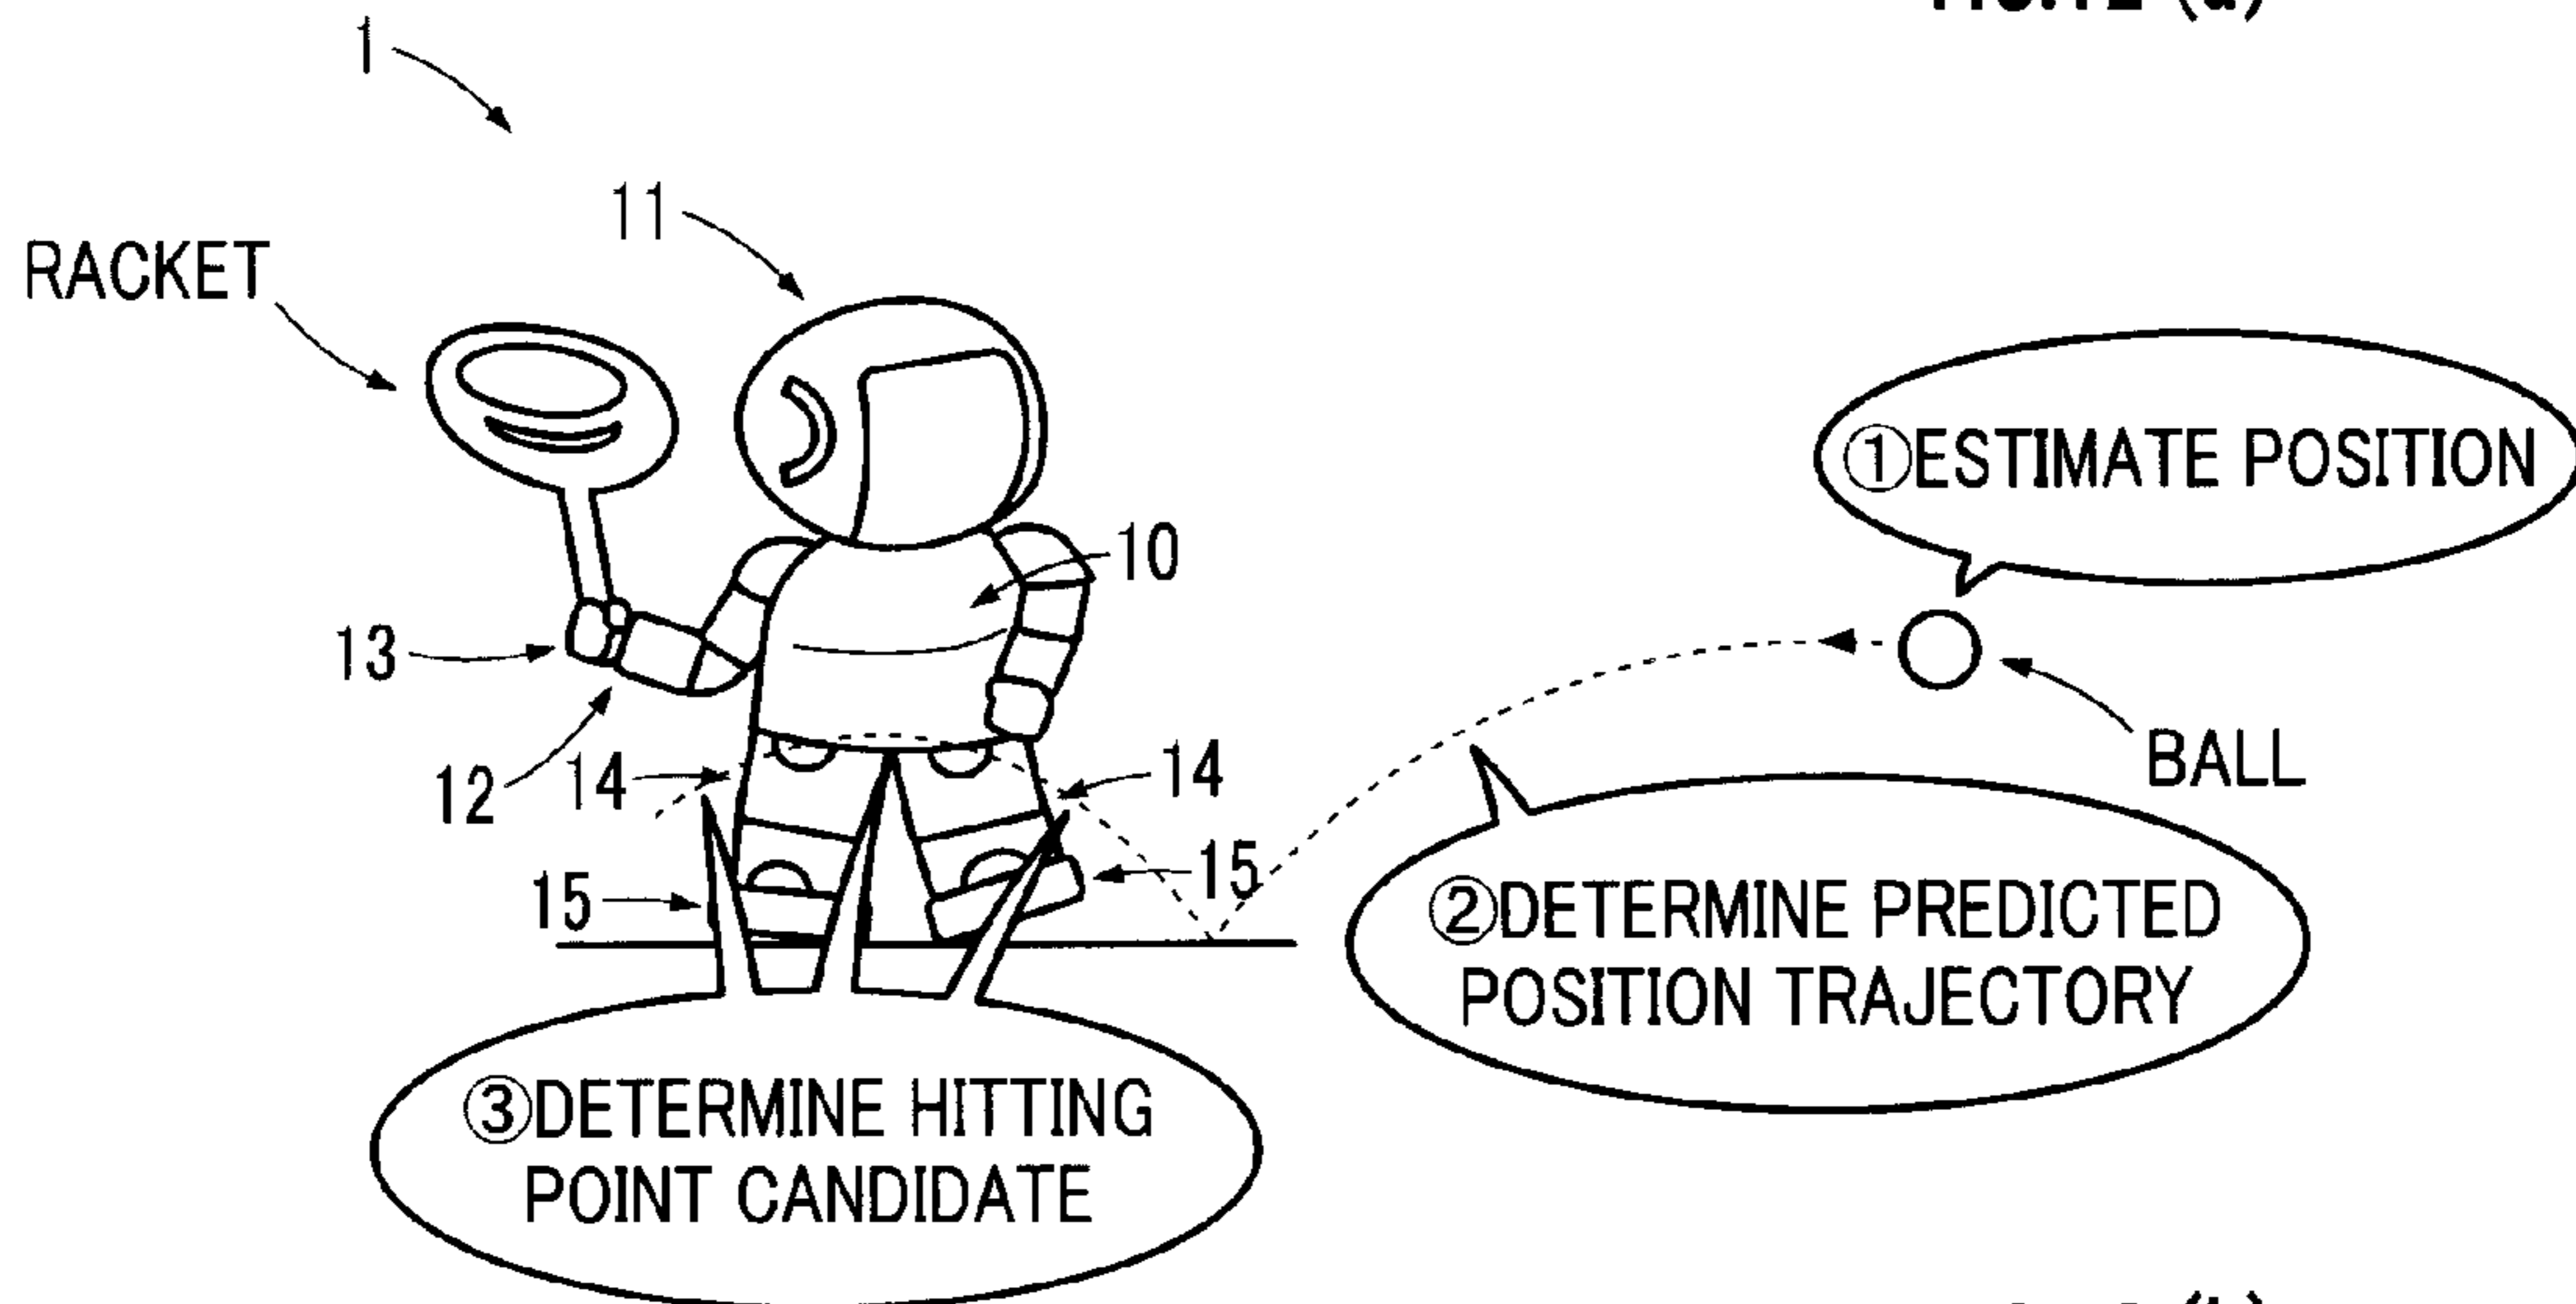 1
11
RACKET
①ESTIMATE POSITION
10
13
BALL
12
14
14
15
15
②DETERMINE PREDICTED
POSITION TRAJECTORY
③DETERMINE HITTING
POINT CANDIDATE